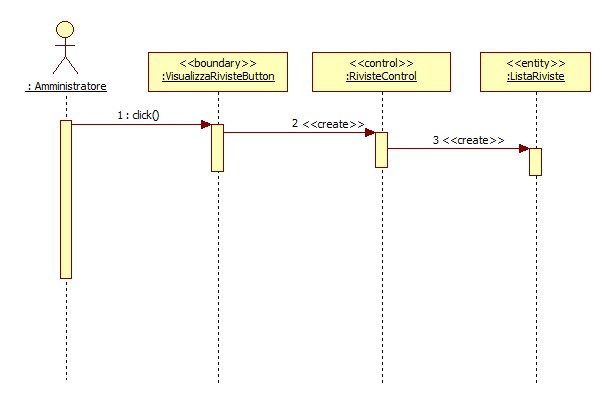 <<boundary>>
:VisualizzaRivisteButton
<<control>>
:RivisteControl
<<entity>>
:ListaRiviste
: Amministratore
1 : click()
2 <<create>>
3 <<create>>